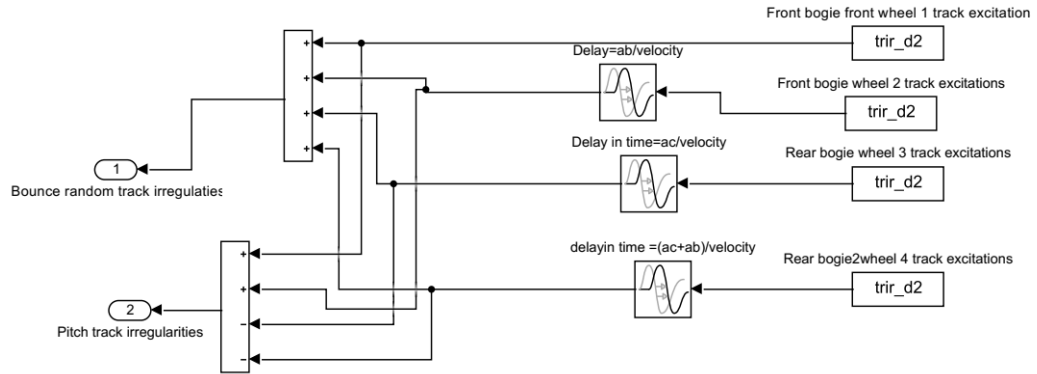 Front bogie front wheel 1 track excitation
trir_d2
Delay=ab/velocity
Front bogie wheel 2 track excitations
trir_d2
Delay in time=ac/velocity
Rear bogie wheel 3 track excitations
trir_d2
1
Bounce random track irregulaties
delayin time =(ac+ab)/velocity
Rear bogie2wheel 4 track excitations
trir_d2
2
Pitch track irregularities
+
+
+
+
+
+
−
−